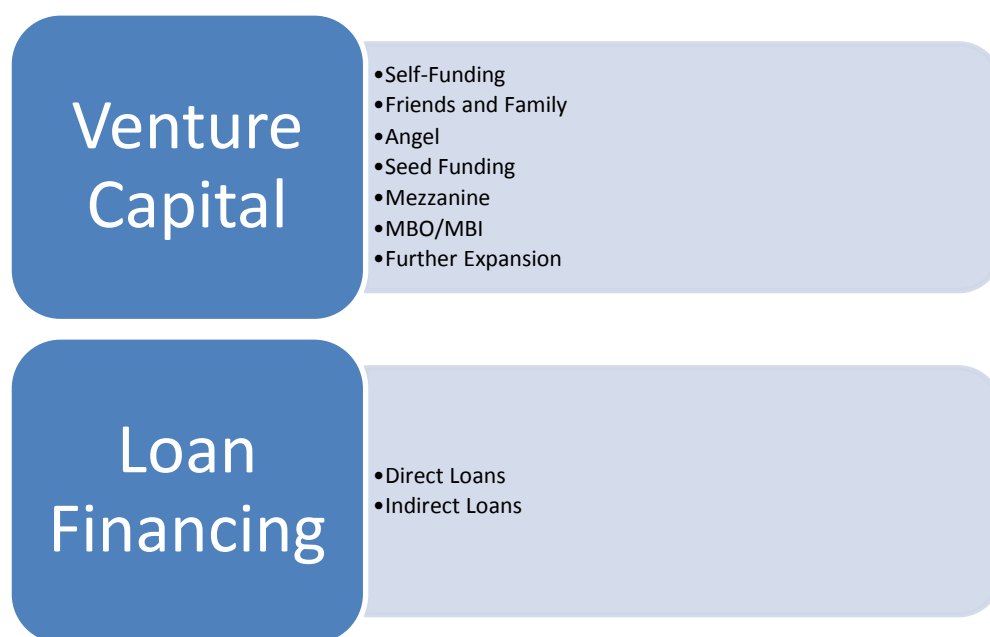 Venture
Capital
•Self-Funding
•Friends and Family
•Angel
•Seed Funding
•Mezzanine
•MBO/MBI
•Further Expansion
Loan
Financing
•Direct Loans
•Indirect Loans